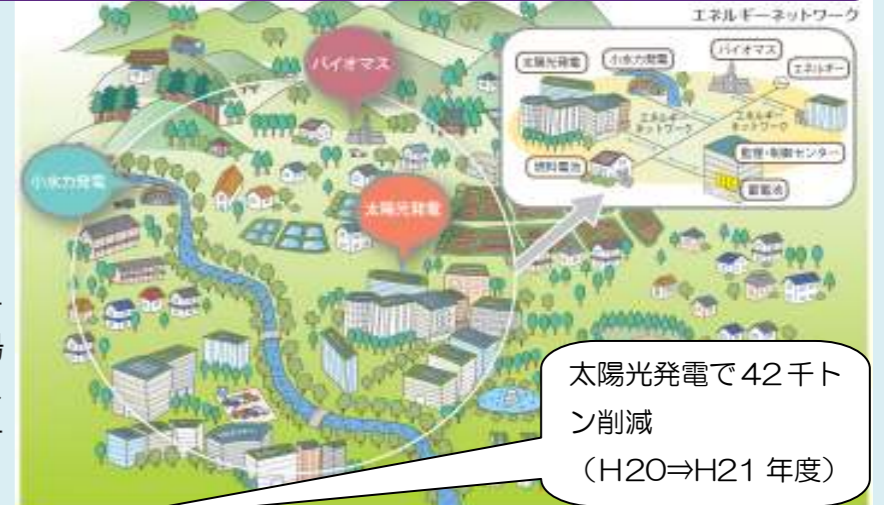 エネルギーネットワーク
バイオマス
太陽光発電
小水力発電
バイオマス
エネルギー
エネルギー
ネットワーク
エネルギー
ネットワーク
燃料電池
監理・制御センター
蓄電池
小水力発電
太陽光発電
太陽光発電で42千ト
ン削減
（H20⇒H21年度）